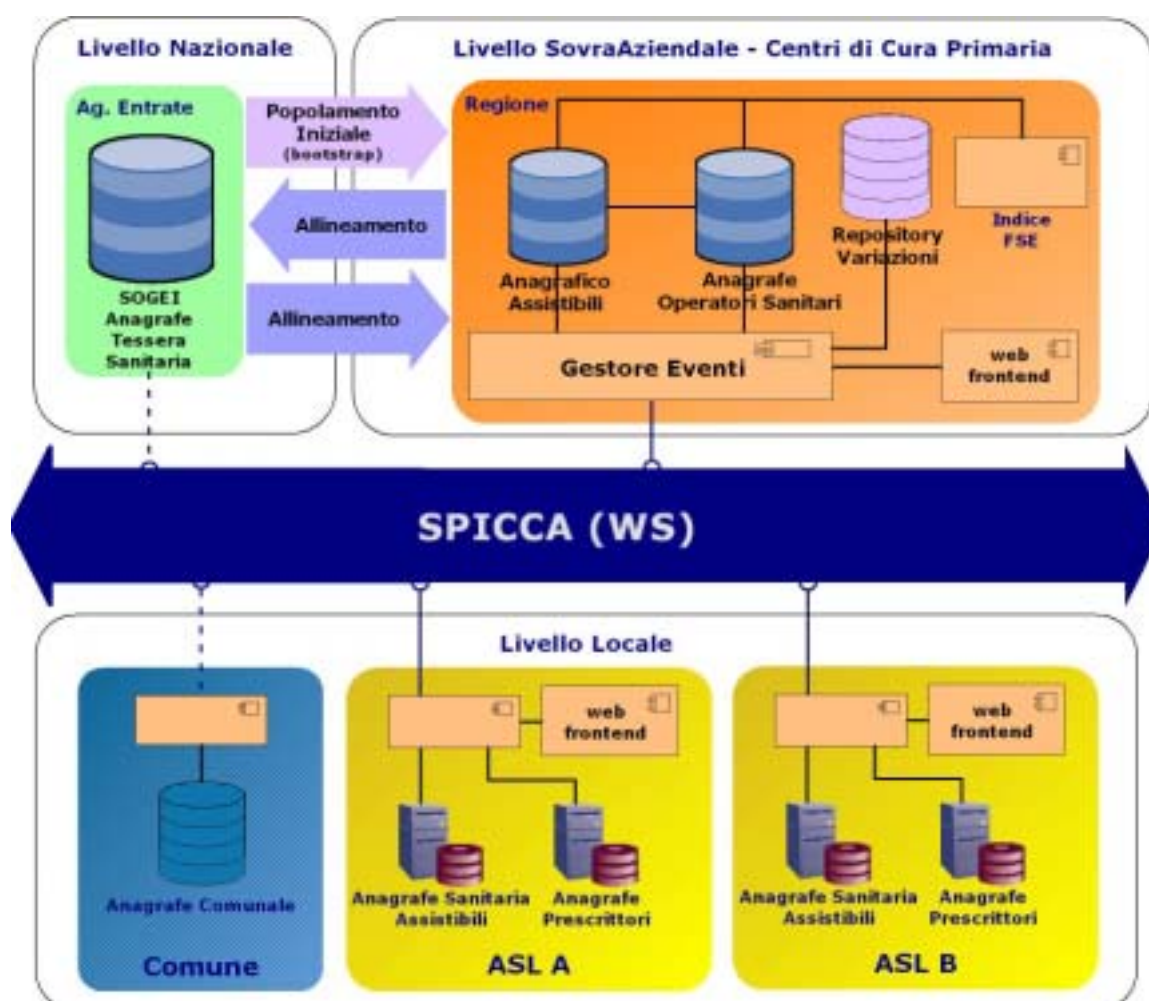 Livello Nazionale
Ag. Entrate
SOGEI
Anagrafe
Tessera
Sanitaria
Popolamento
Iniziale
(bootstrap)
Allineamento
Allineamento
Livello SovraAziendale - Centri di Cura Primaria
Regione
Anagrafico
Assistibili
Anagrafe
Operatori Sanitari
Repository
Variazioni
Indice
FSE
Gestore Eventi
web
frontend
SPICCA (WS)
Livello Locale
Anagrafe Comunale
Comune
web
frontend
Anagrafe Sanitaria
Assistibili
Anagrafe
Prescrittori
ASL A
web
frontend
Anagrafe Sanitaria
Assistibili
Anagrafe
Prescrittori
ASL B